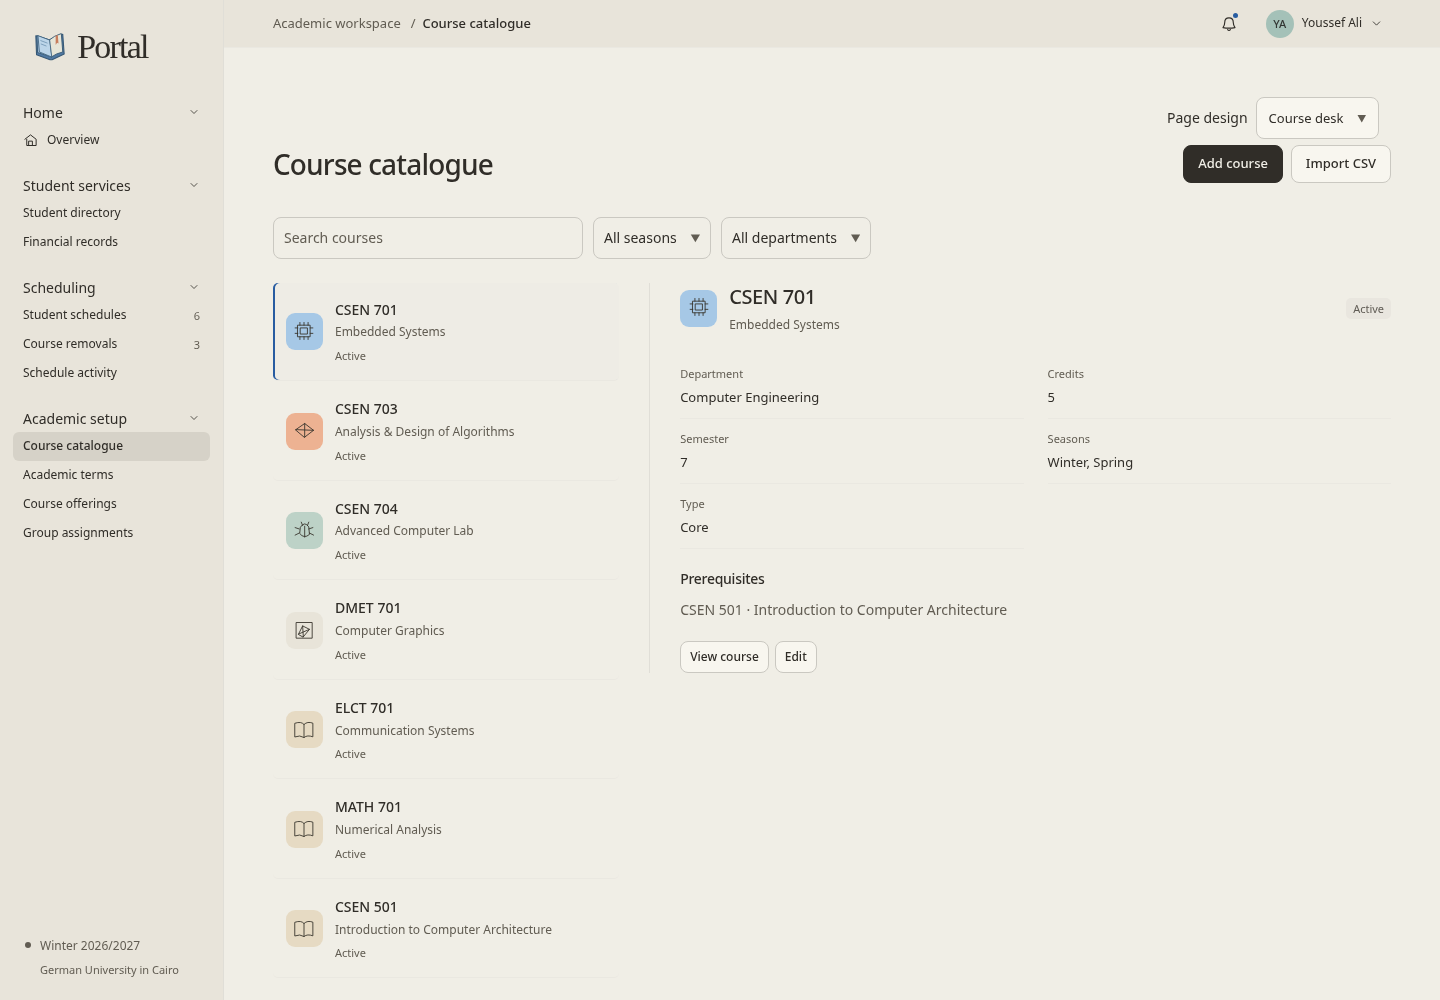 Portal
Home
Overview
Student services
Student directory
Financial records
Scheduling
Student schedules 6
Course removals 3
Schedule activity
Academic setup
Course catalogue
Academic terms
Course offerings
Group assignments
Winter 2026/2027
German University in Cairo
Academic workspace / Course catalogue
YA Youssef Ali
Page design Course desk
Course catalogue
Add course Import CSV
Search courses All seasons All departments
CSEN 701
Embedded Systems
Active
CSEN 703
Analysis & Design of Algorithms
Active
CSEN 704
Advanced Computer Lab
Active
DMET 701
Computer Graphics
Active
ELCT 701
Communication Systems
Active
MATH 701
Numerical Analysis
Active
CSEN 501
Introduction to Computer Architecture
Active
CSEN 701
Embedded Systems
Active
Department
Computer Engineering
Credits
5
Semester
7
Seasons
Winter, Spring
Type
Core
Prerequisites
CSEN 501 · Introduction to Computer Architecture
View course Edit